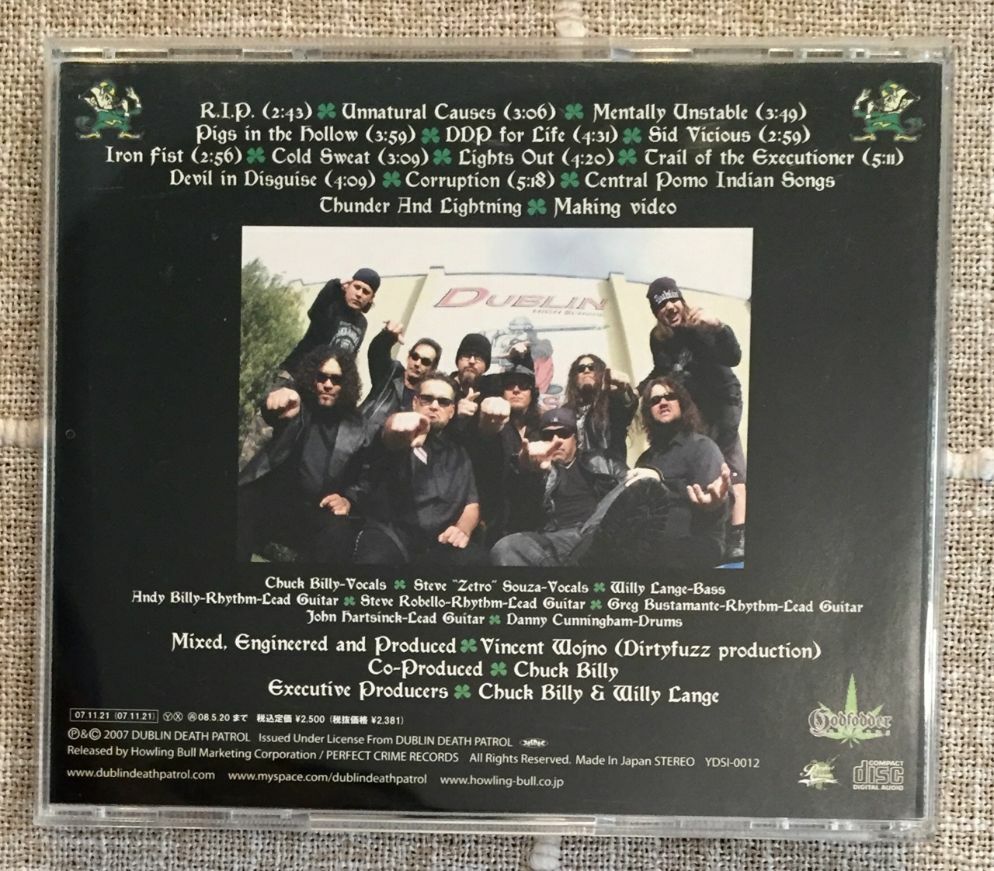 R.I.P. (2:43) Unnatural Causes (3:06) Mentally Unstable (3:49)
Pigs in the Hollow (3:59) DDP for Life (4:31) Sid Vicious (2:59)
Iron Fist (2:56) Cold Sweat (3:09) Lights Out (4:20) Trail of the Executioner (5:11)
Devil in Disguise (4:09) Corruption (5:18) Central Pomo Indian Songs
Thunder And Lightning Making video
DUBLIN
HIGH SCHOOL
Chuck Billy-Vocals Steve "Zetro" Souza-Vocals Willy Lange-Bass
Andy Billy-Rhythm-Lead Guitar Steve Robello-Rhythm-Lead Guitar Greg Bustamante-Rhythm-Lead Guitar
John Hartsinck-Lead Guitar Danny Cunningham-Drums
Mixed, Engineered and Produced Vincent Wojno (Dirtyfuzz production)
Co-Produced Chuck Billy
Executive Producers Chuck Billy & Willy Lange
07.11.21 (07.11.21) Ⓨ Ⓧ ㊢08.5.20 まで 税込定価 ¥2,500 (税抜価格 ¥2,381)
℗&© 2007 DUBLIN DEATH PATROL Issued Under License From DUBLIN DEATH PATROL
Released by Howling Bull Marketing Corporation / PERFECT CRIME RECORDS All Rights Reserved. Made In Japan STEREO YDSI-0012
www.dublindeathpatrol.com www.myspace.com/dublindeathpatrol www.howling-bull.co.jp
Godfodder
COMPACT
disc
DIGITAL AUDIO